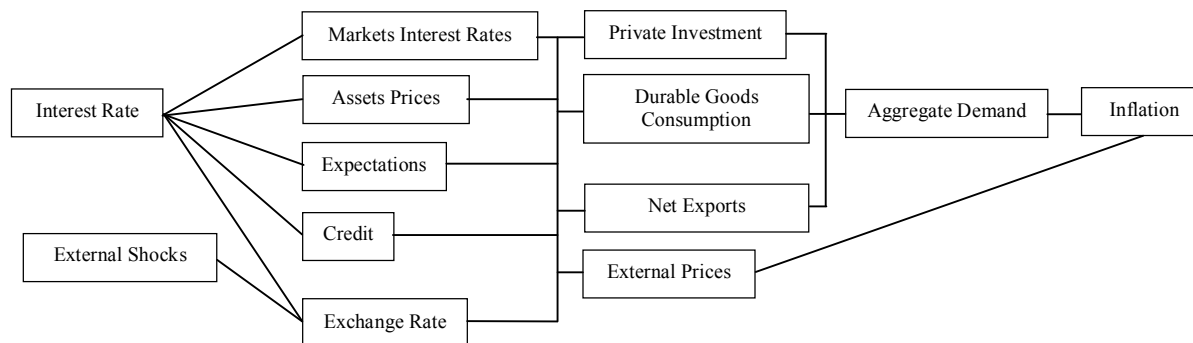 Markets Interest Rates
Private Investment
Assets Prices
Durable Goods
Consumption
Interest Rate
Aggregate Demand
Inflation
Expectations
Net Exports
Credit
External Shocks
External Prices
Exchange Rate